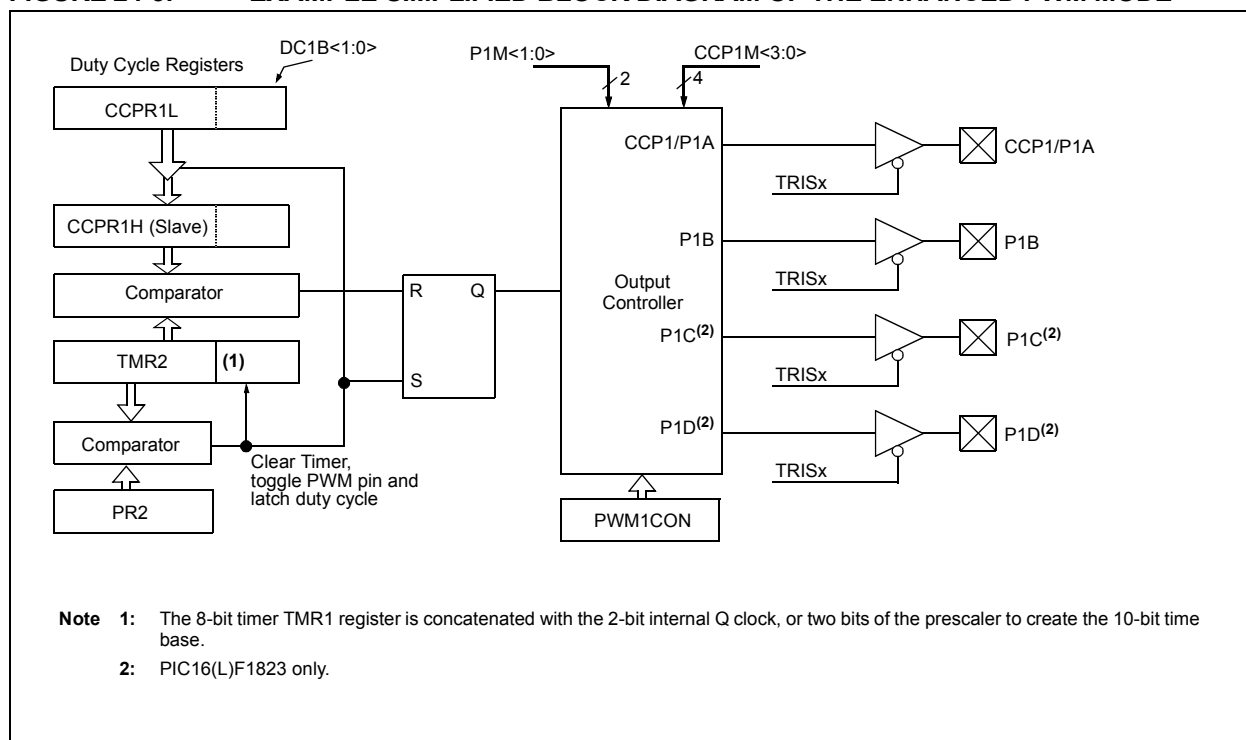 DC1B<1:0>
Duty Cycle Registers
CCPR1L
CCPR1H (Slave)
Comparator
TMR2
(1)
Comparator
PR2
Clear Timer,
toggle PWM pin and
latch duty cycle
R
Q
S
P1M<1:0>
2
CCP1M<3:0>
4
Output
Controller
CCP1/P1A
P1B
P1C(2)
P1D(2)
PWM1CON
TRISx
CCP1/P1A
TRISx
P1B
TRISx
P1C(2)
TRISx
P1D(2)
Note 1: The 8-bit timer TMR1 register is concatenated with the 2-bit internal Q clock, or two bits of the prescaler to create the 10-bit time
base.
2: PIC16(L)F1823 only.